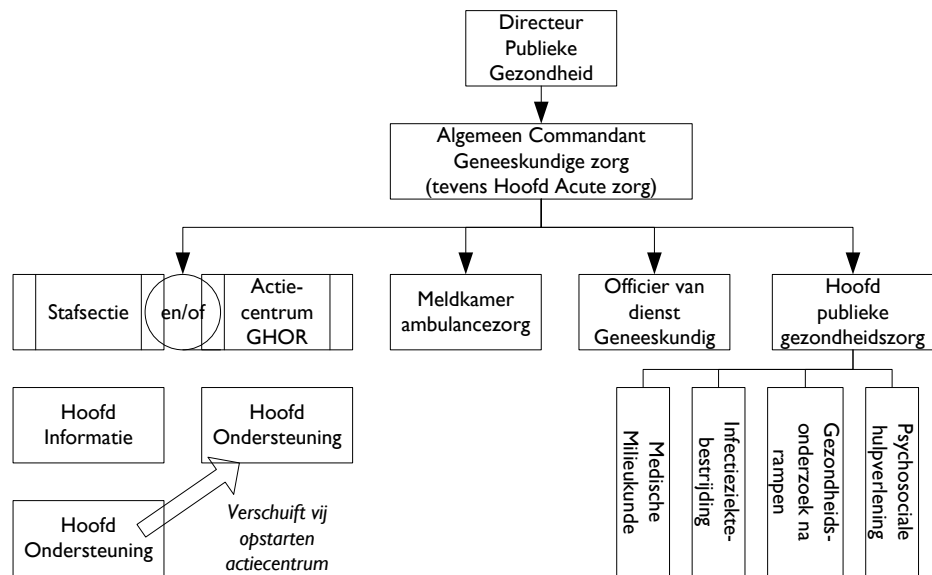 Directeur
Publieke
Gezondheid
Algemeen Commandant
Geneeskundige zorg
(tevens Hoofd Acute zorg)
Stafsectie
en/of
Actie-
centrum
GHOR
Meldkamer
ambulancezorg
Officier van
dienst
Geneeskundig
Hoofd
publieke
gezondheidszorg
Hoofd
Informatie
Hoofd
Ondersteuning
Hoofd
Ondersteuning
Verschuift vij
opstarten
actiecentrum
Medische
Milieukunde
Infectieziekte-
bestrijding
Gezondheids-
onderzoek na
rampen
Psychosociale
hulpverlening